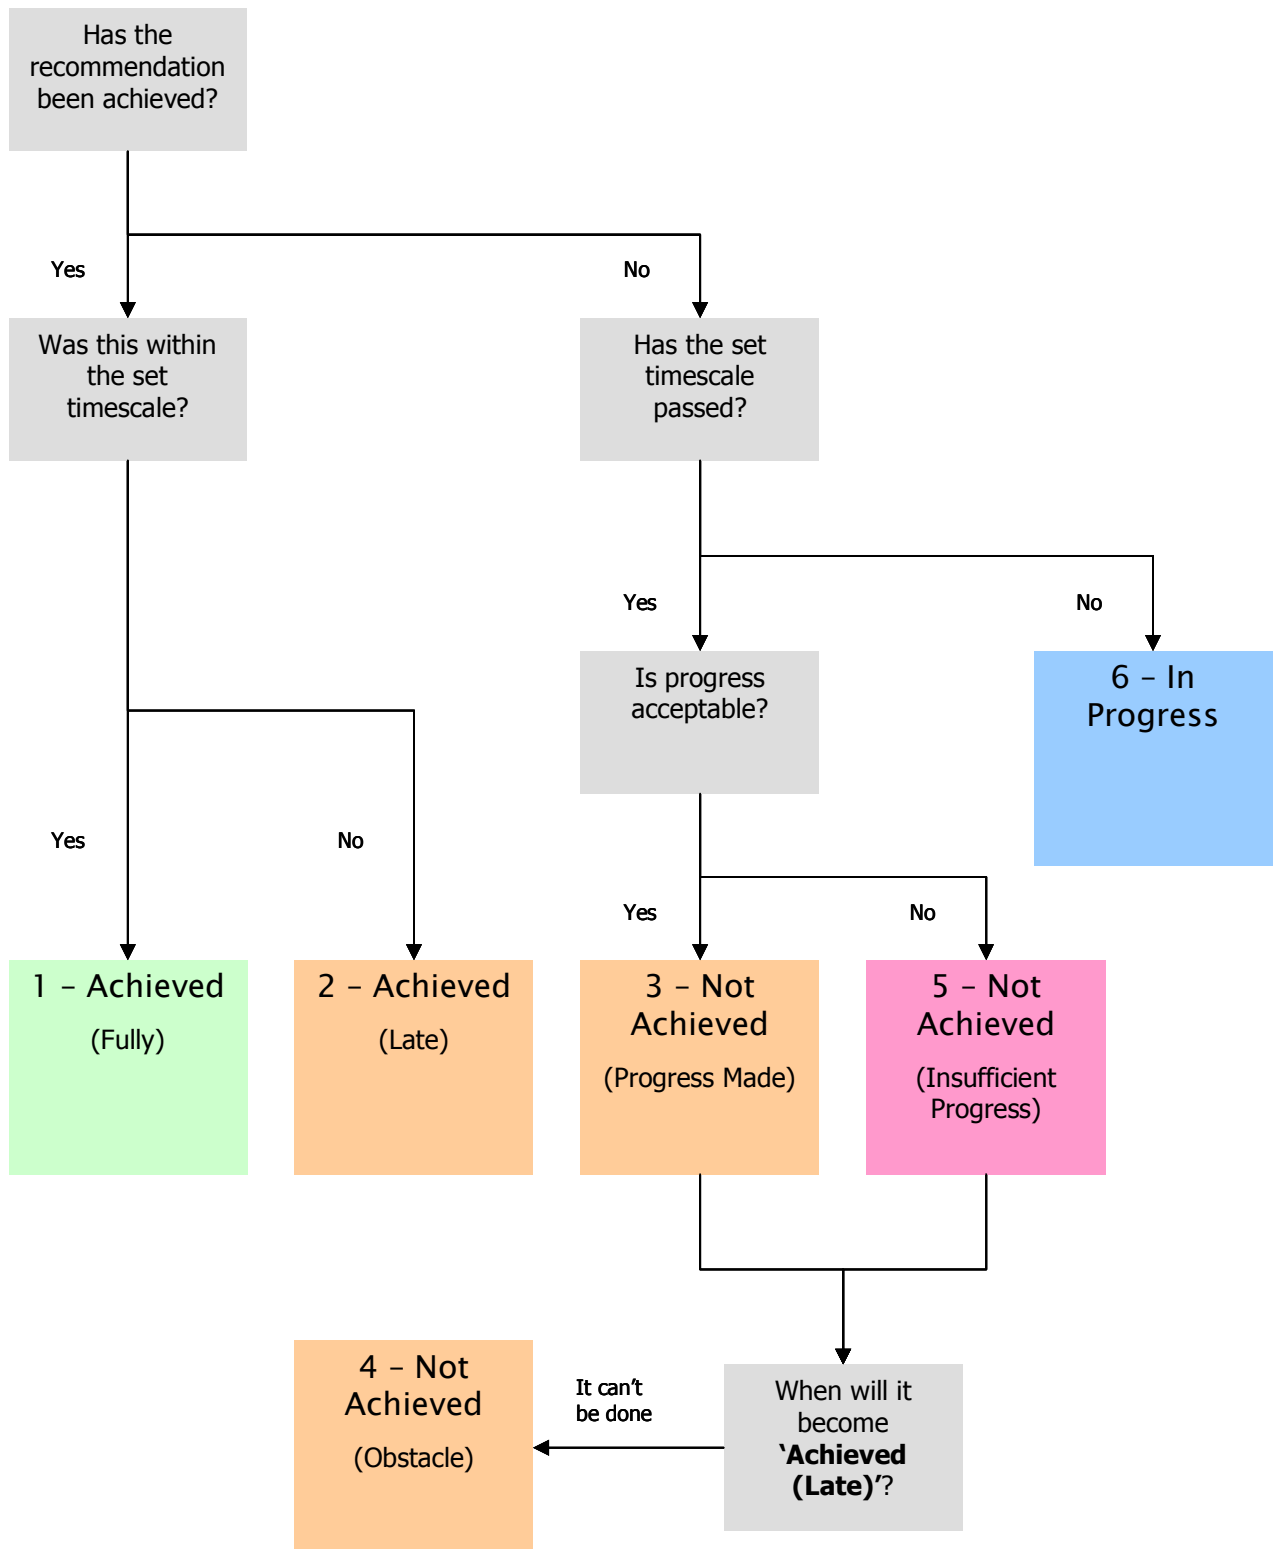 Has the
recommendation
been achieved?
Yes
No
Was this within
the set
timescale?
Has the set
timescale
passed?
Yes
No
Is progress
acceptable?
6 – In
Progress
Yes
No
Yes
No
1 – Achieved
(Fully)
2 – Achieved
(Late)
3 – Not
Achieved
(Progress Made)
5 – Not
Achieved
(Insufficient
Progress)
4 – Not
Achieved
(Obstacle)
It can’t
be done
When will it
become
‘Achieved
(Late)’?